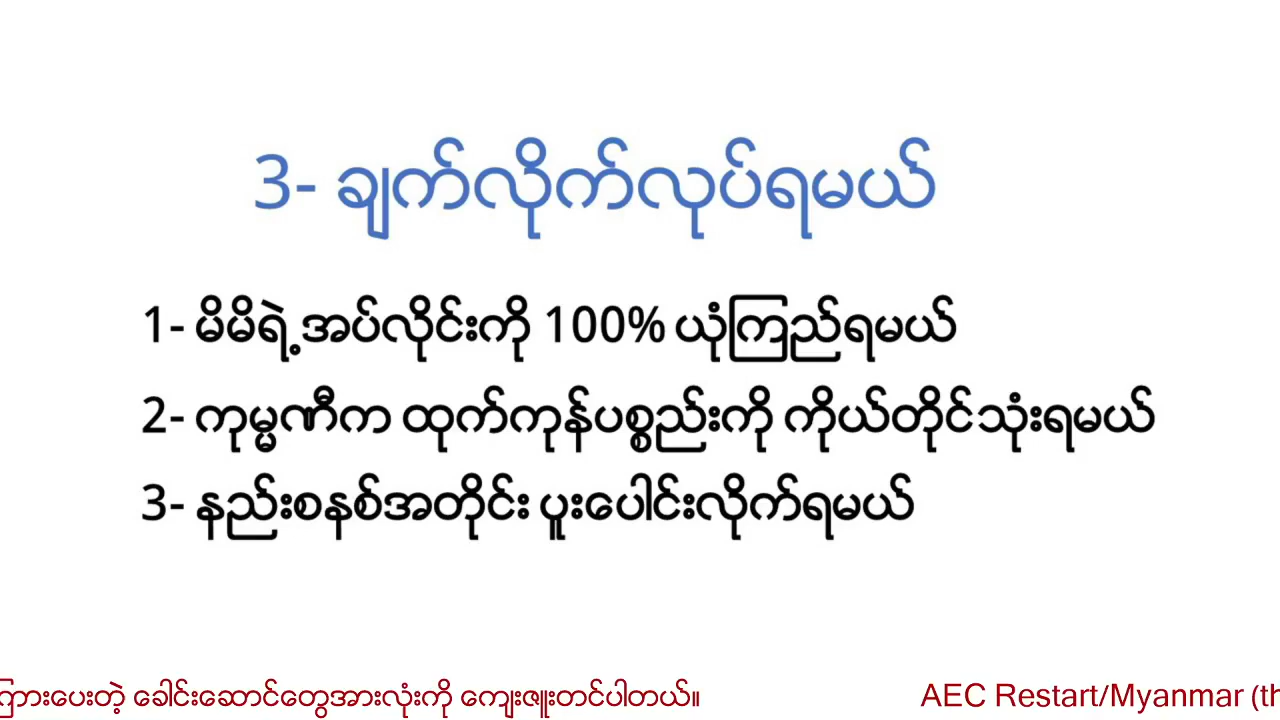 3- ချက်လိုက်လုပ်ရမယ်
1- မိမိရဲ့အပ်လိုင်းကို 100% ယုံကြည်ရမယ်
2- ကုမ္ပဏီက ထုတ်ကုန်ပစ္စည်းကို ကိုယ်တိုင်သုံးရမယ်
3- နည်းစနစ်အတိုင်း ပူးပေါင်းလိုက်ရမယ်
ကြားပေးတဲ့ ခေါင်းဆောင်တွေအားလုံးကို ကျေးဇူးတင်ပါတယ်။ AEC Restart/Myanmar (th